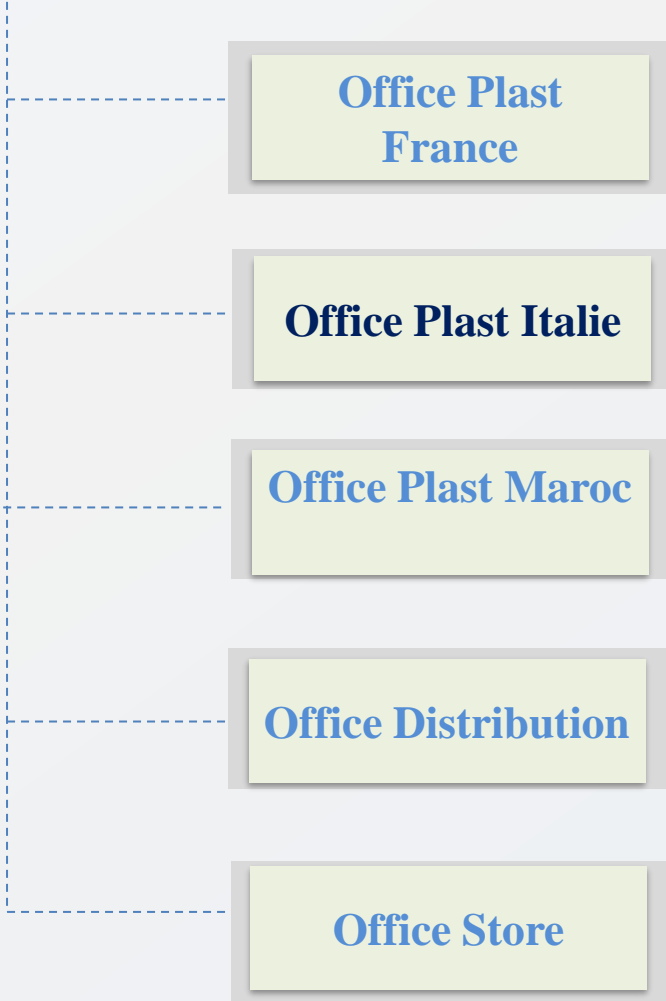 Office Plast
France
Office Plast Italie
Office Plast Maroc
Office Distribution
Office Store